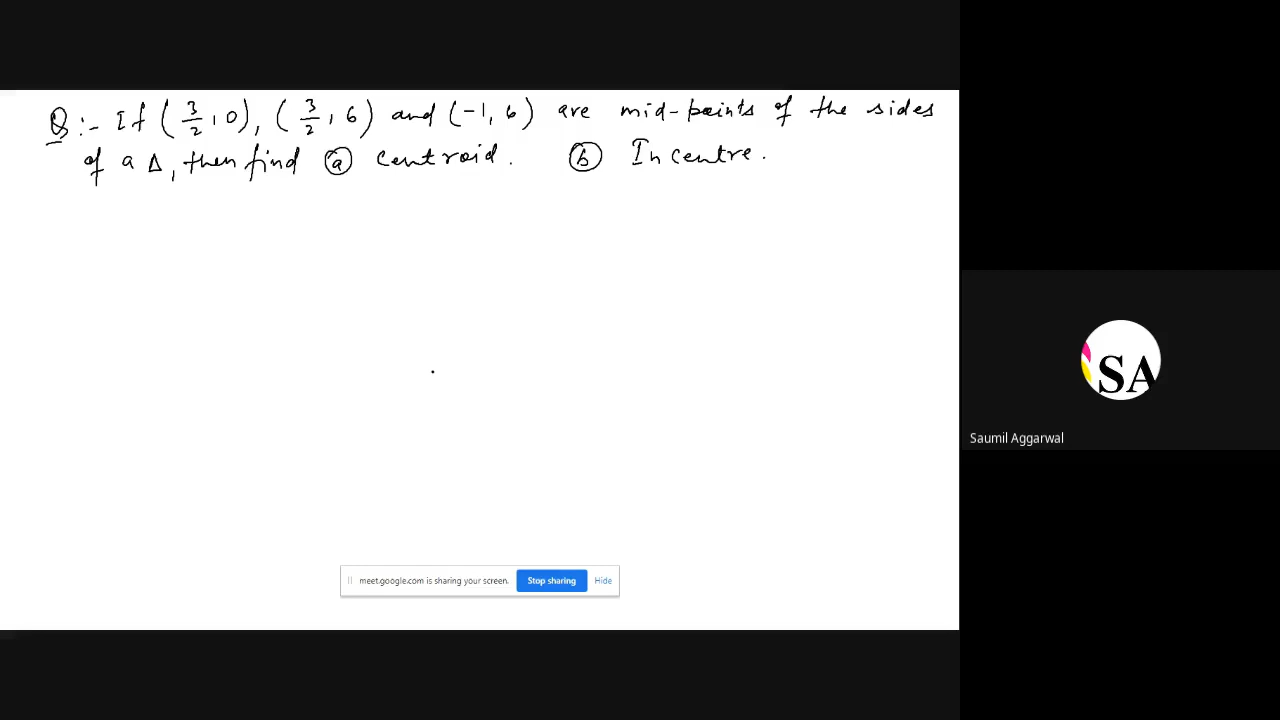 Q:- If (3/2, 0), (3/2, 6) and (-1, 6) are mid-points of the sides
of a Δ, then find ⓐ centroid. ⓑ Incentre.
SA
Saumil Aggarwal
meet.google.com is sharing your screen. Stop sharing Hide